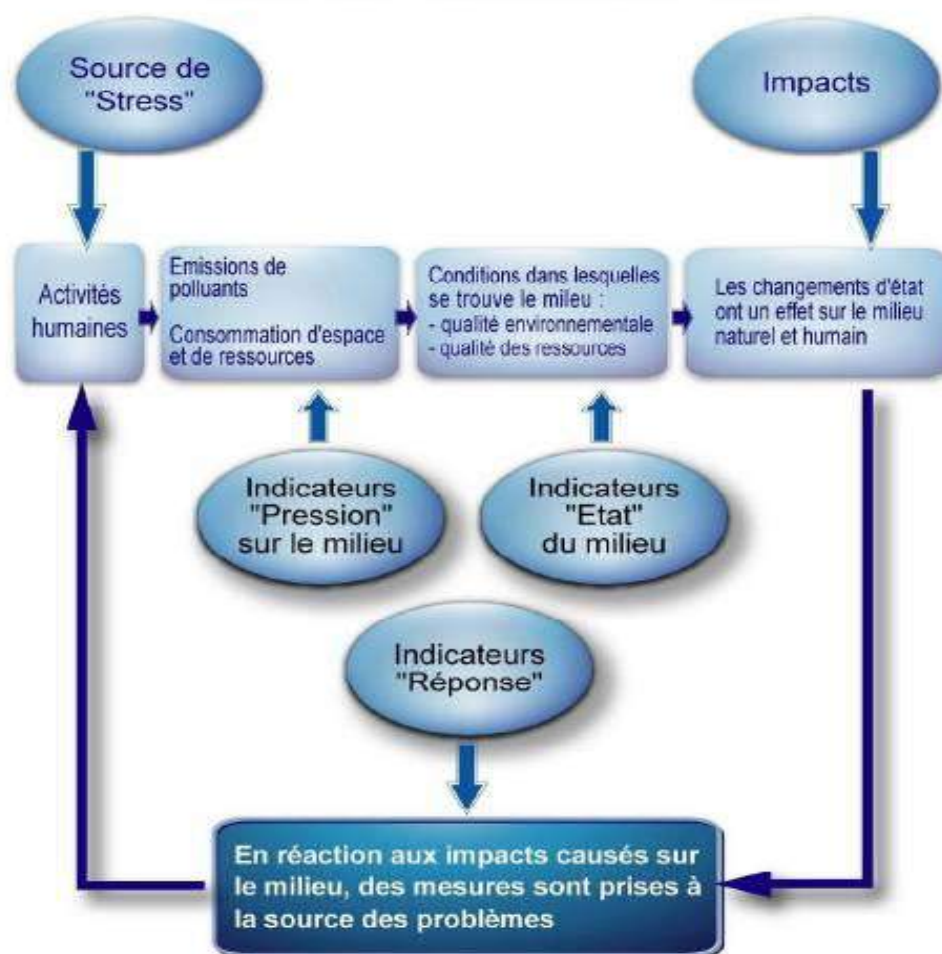 Source de
"Stress"
Impacts
Activités
humaines
Emissions de
polluants
Consommation d'espace
et de ressources
Conditions dans lesquelles
se trouve le milieu :
- qualité environnementale
- qualité des ressources
Les changements d'état
ont un effet sur le milieu
naturel et humain
Indicateurs
"Pression"
sur le milieu
Indicateurs
"Etat"
du milieu
Indicateurs
"Réponse"
En réaction aux impacts causés sur
le milieu, des mesures sont prises à
la source des problèmes